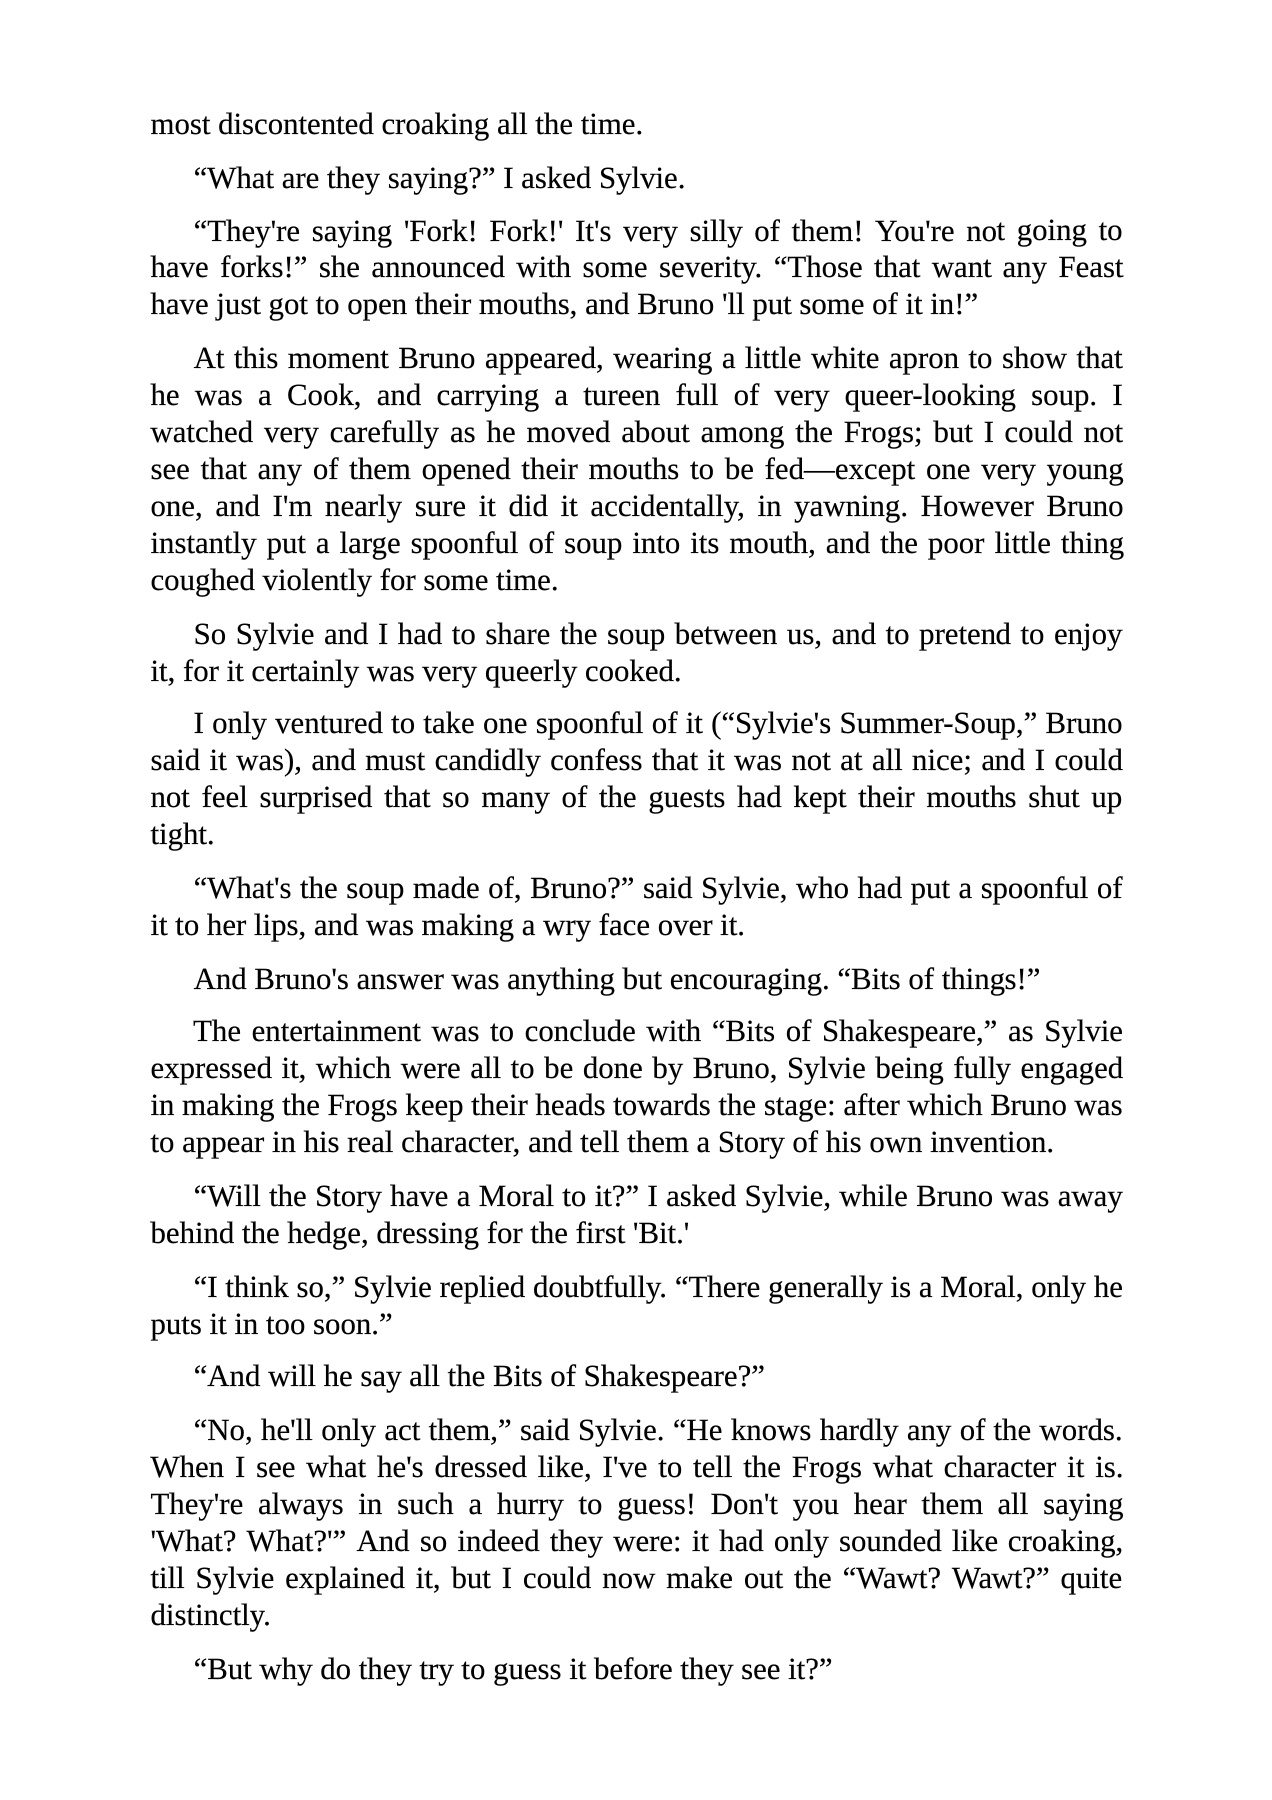 most discontented croaking all the time.
“What are they saying?” I asked Sylvie.
“They're saying 'Fork! Fork!' It's very silly of them! You're not going to
have forks!” she announced with some severity. “Those that want any Feast
have just got to open their mouths, and Bruno 'll put some of it in!”
At this moment Bruno appeared, wearing a little white apron to show that
he was a Cook, and carrying a tureen full of very queer-looking soup. I
watched very carefully as he moved about among the Frogs; but I could not
see that any of them opened their mouths to be fed—except one very young
one, and I'm nearly sure it did it accidentally, in yawning. However Bruno
instantly put a large spoonful of soup into its mouth, and the poor little thing
coughed violently for some time.
So Sylvie and I had to share the soup between us, and to pretend to enjoy
it, for it certainly was very queerly cooked.
I only ventured to take one spoonful of it (“Sylvie's Summer-Soup,” Bruno
said it was), and must candidly confess that it was not at all nice; and I could
not feel surprised that so many of the guests had kept their mouths shut up
tight.
“What's the soup made of, Bruno?” said Sylvie, who had put a spoonful of
it to her lips, and was making a wry face over it.
And Bruno's answer was anything but encouraging. “Bits of things!”
The entertainment was to conclude with “Bits of Shakespeare,” as Sylvie
expressed it, which were all to be done by Bruno, Sylvie being fully engaged
in making the Frogs keep their heads towards the stage: after which Bruno was
to appear in his real character, and tell them a Story of his own invention.
“Will the Story have a Moral to it?” I asked Sylvie, while Bruno was away
behind the hedge, dressing for the first 'Bit.'
“I think so,” Sylvie replied doubtfully. “There generally is a Moral, only he
puts it in too soon.”
“And will he say all the Bits of Shakespeare?”
“No, he'll only act them,” said Sylvie. “He knows hardly any of the words.
When I see what he's dressed like, I've to tell the Frogs what character it is.
They're always in such a hurry to guess! Don't you hear them all saying
'What? What?'” And so indeed they were: it had only sounded like croaking,
till Sylvie explained it, but I could now make out the “Wawt? Wawt?” quite
distinctly.
“But why do they try to guess it before they see it?”